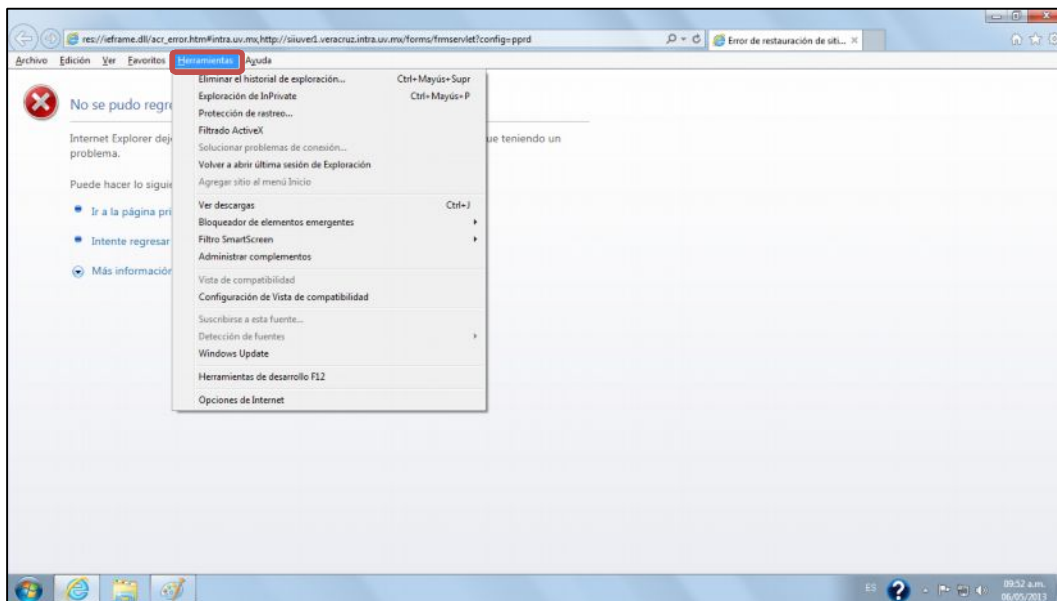 res://ieframe.dll/acr_error.htm#intra.uv.mx,http://siiuver1.veracruz.intra.uv.mx/forms/frmservlet?config=pprd
Error de restauración de siti...
Archivo Edición Ver Favoritos Herramientas Ayuda
Eliminar el historial de exploración... Ctrl+Mayús+Supr
Exploración de InPrivate Ctrl+Mayús+P
No se pudo regre
Protección de rastreo...
Filtrado ActiveX
Internet Explorer dej ue teniendo un
Solucionar problemas de conexión...
problema.
Volver a abrir última sesión de Exploración
Puede hacer lo siguie
Agregar sitio al menú Inicio
Ver descargas Ctrl+J
Ir a la página pri
Bloqueador de elementos emergentes
Intente regresar
Filtro SmartScreen
Administrar complementos
Más información
Vista de compatibilidad
Configuración de Vista de compatibilidad
Suscribirse a esta fuente...
Detección de fuentes
Windows Update
Herramientas de desarrollo F12
Opciones de Internet
ES
09:52 a.m.
06/05/2013